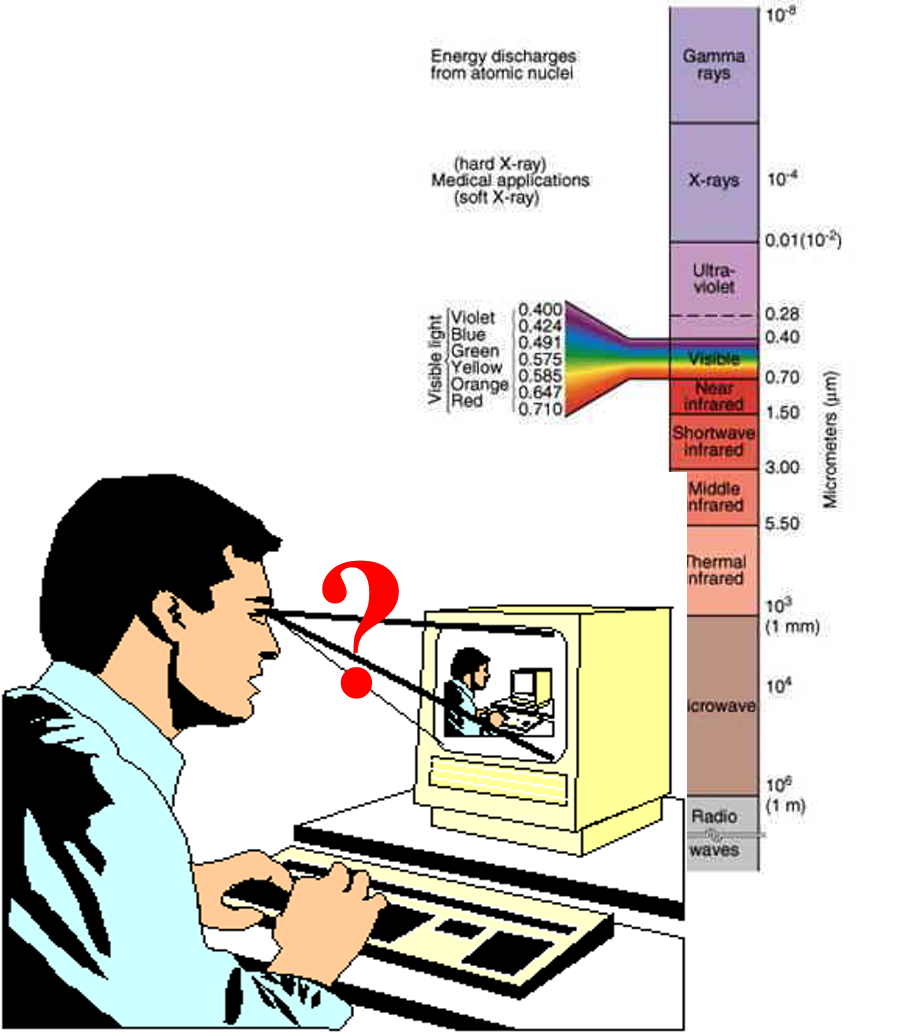 10⁻⁸
Energy discharges
from atomic nuclei
Gamma
rays
(hard X-ray)
Medical applications
(soft X-ray)
X-rays
10⁻⁴
0.01(10⁻²)
Ultra-
violet
0.28
0.40
Visible light
Violet
Blue
Green
Yellow
Orange
Red
0.400
0.424
0.491
0.575
0.585
0.647
0.710
Visible
0.70
Near
infrared
1.50
Shortwave
infrared
3.00
Micrometers (μm)
Middle
nfrared
5.50
Thermal
nfrared
10³
(1 mm)
10⁴
icrowave
10⁶
(1 m)
Radio
waves
?